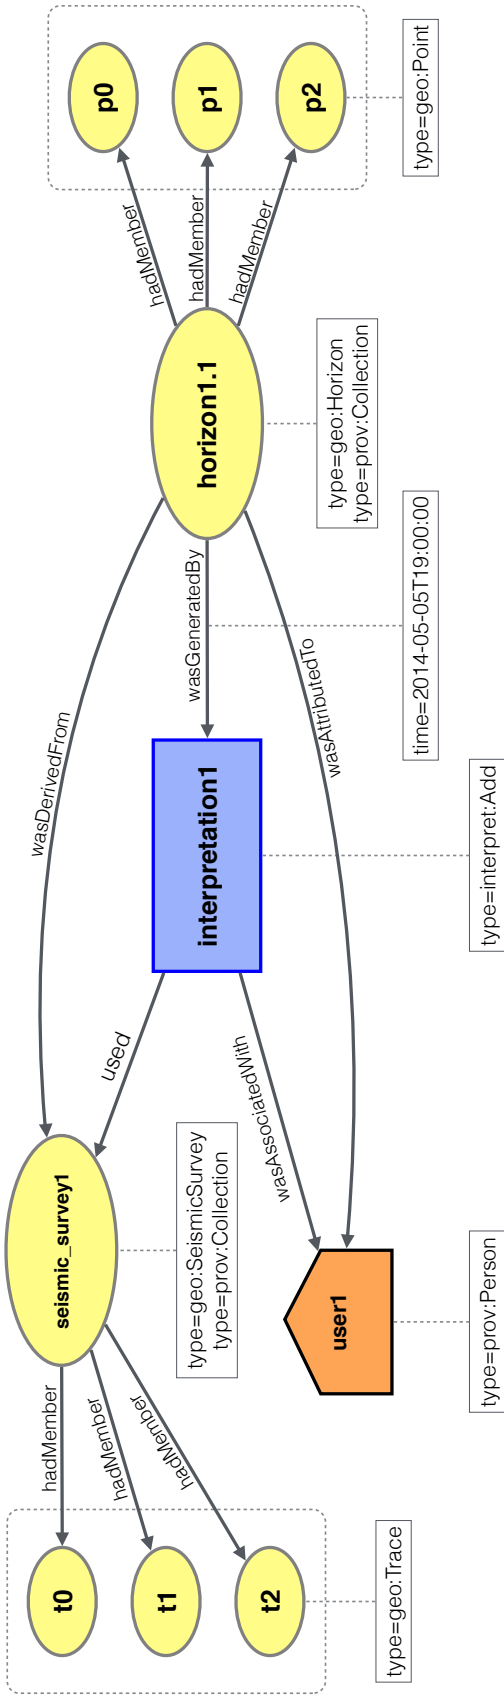 hadMember
wasDerivedFrom
t0
seismic_survey1
hadMember
used
hadMember
p0
t1
hadMember
interpretation1
wasGeneratedBy
horizon1.1
hadMember
p1
t2
hadMember
p2
type=geo:SeismicSurvey
type=prov:Collection
wasAssociatedWith
hadMember
user1
wasAttributedTo
type=geo:Horizon
type=prov:Collection
type=geo:Trace
time=2014-05-05T19:00:00
type=geo:Point
type=prov:Person
type=interpret:Add